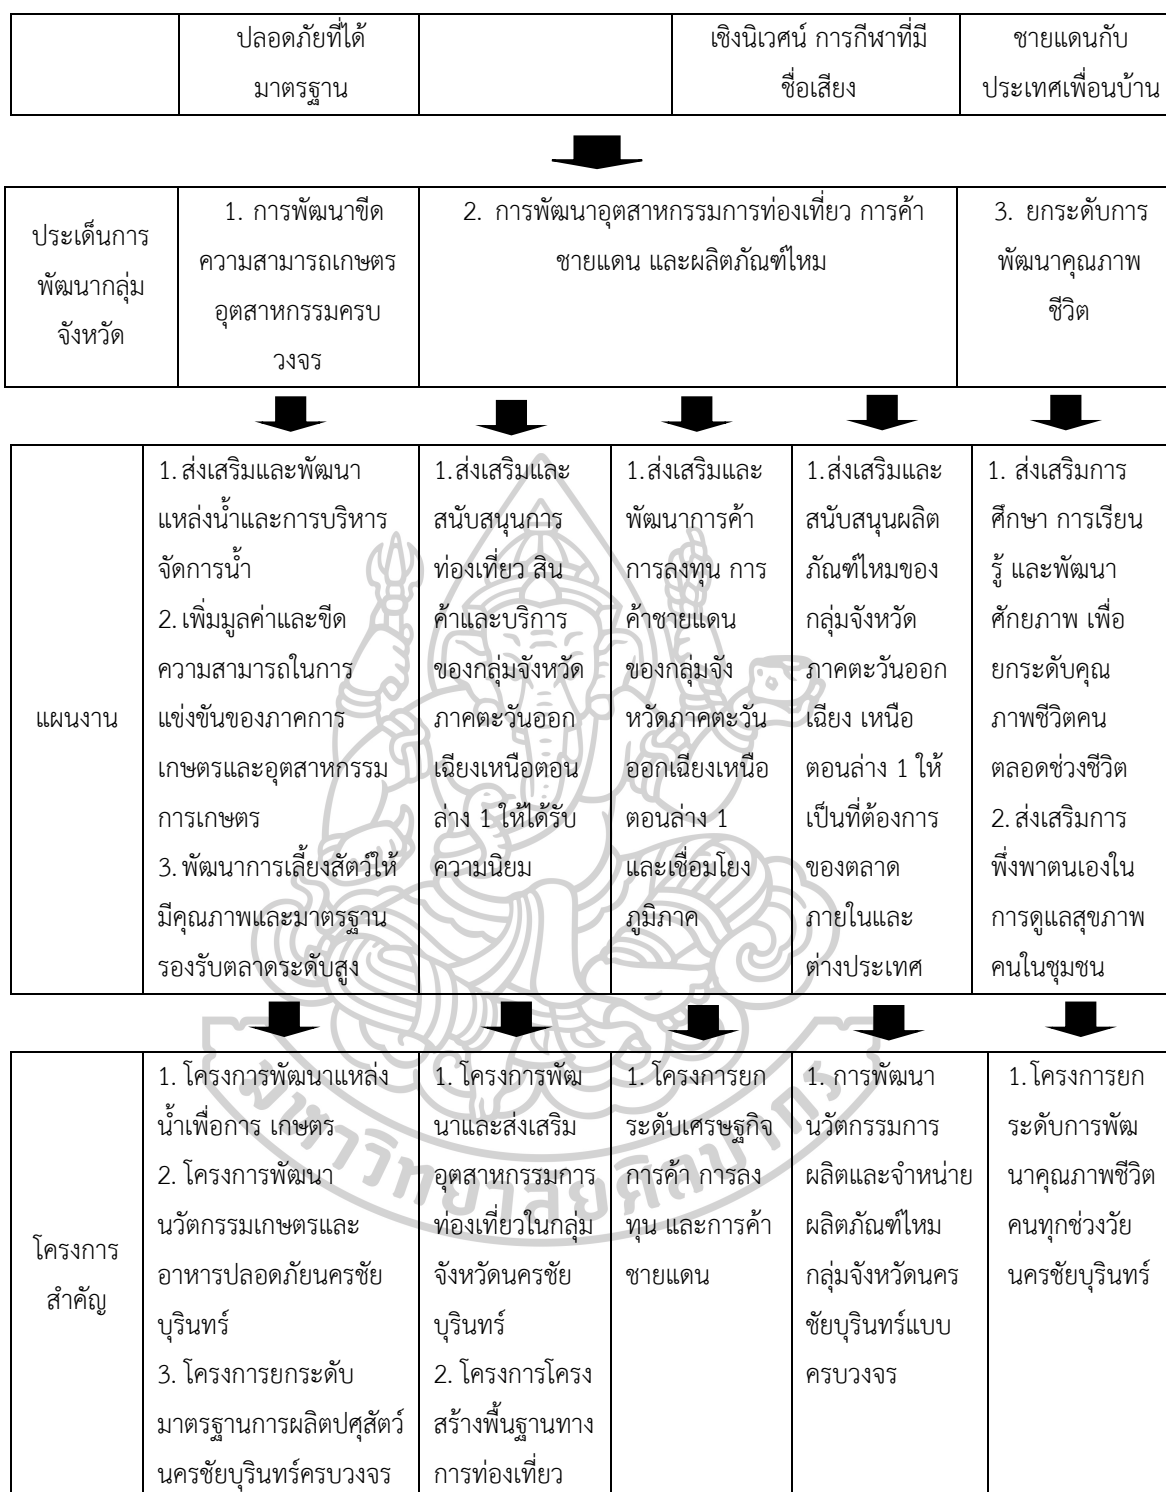 ปลอดภัยที่ได้
มาตรฐาน
เชิงนิเวศน์ การกีฬาที่มี
ชื่อเสียง
ชายแดนกับ
ประเทศเพื่อนบ้าน
ประเด็นการ
พัฒนากลุ่ม
จังหวัด
1. การพัฒนาขีด
ความสามารถเกษตร
อุตสาหกรรมครบ
วงจร
2. การพัฒนาอุตสาหกรรมการท่องเที่ยว การค้า
ชายแดน และผลิตภัณฑ์ไหม
3. ยกระดับการ
พัฒนาคุณภาพ
ชีวิต
แผนงาน
1. ส่งเสริมและพัฒนา
แหล่งน้ำและการบริหาร
จัดการน้ำ
2. เพิ่มมูลค่าและขีด
ความสามารถในการ
แข่งขันของภาคการ
เกษตรและอุตสาหกรรม
การเกษตร
3. พัฒนาการเลี้ยงสัตว์ให้
มีคุณภาพและมาตรฐาน
รองรับตลาดระดับสูง
1. ส่งเสริมและ
สนับสนุนการ
ท่องเที่ยว สิน
ค้าและบริการ
ของกลุ่มจังหวัด
ภาคตะวันออก
เฉียงเหนือตอน
ล่าง 1 ให้ได้รับ
ความนิยม
1. ส่งเสริมและ
พัฒนาการค้า
การลงทุน การ
ค้าชายแดน
ของกลุ่มจัง
หวัดภาคตะวัน
ออกเฉียงเหนือ
ตอนล่าง 1
และเชื่อมโยง
ภูมิภาค
1. ส่งเสริมและ
สนับสนุนผลิต
ภัณฑ์ไหมของ
กลุ่มจังหวัด
ภาคตะวันออก
เฉียง เหนือ
ตอนล่าง 1 ให้
เป็นที่ต้องการ
ของตลาด
ภายในและ
ต่างประเทศ
1. ส่งเสริมการ
ศึกษา การเรียน
รู้ และพัฒนา
ศักยภาพ เพื่อ
ยกระดับคุณ
ภาพชีวิตคน
ตลอดช่วงชีวิต
2. ส่งเสริมการ
พึ่งพาตนเองใน
การดูแลสุขภาพ
คนในชุมชน
โครงการ
สำคัญ
1. โครงการพัฒนาแหล่ง
น้ำเพื่อการ เกษตร
2. โครงการพัฒนา
นวัตกรรมเกษตรและ
อาหารปลอดภัยนครชัย
บุรินทร์
3. โครงการยกระดับ
มาตรฐานการผลิตปศุสัตว์
นครชัยบุรินทร์ครบวงจร
1. โครงการพัฒ
นาและส่งเสริม
อุตสาหกรรมการ
ท่องเที่ยวในกลุ่ม
จังหวัดนครชัย
บุรินทร์
2. โครงการโครง
สร้างพื้นฐานทาง
การท่องเที่ยว
1. โครงการยก
ระดับเศรษฐกิจ
การค้า การลง
ทุน และการค้า
ชายแดน
1. การพัฒนา
นวัตกรรมการ
ผลิตและจำหน่าย
ผลิตภัณฑ์ไหม
กลุ่มจังหวัดนคร
ชัยบุรินทร์แบบ
ครบวงจร
1. โครงการยก
ระดับการพัฒ
นาคุณภาพชีวิต
คนทุกช่วงวัย
นครชัยบุรินทร์
มหาวิทยาลัยศิลปากร